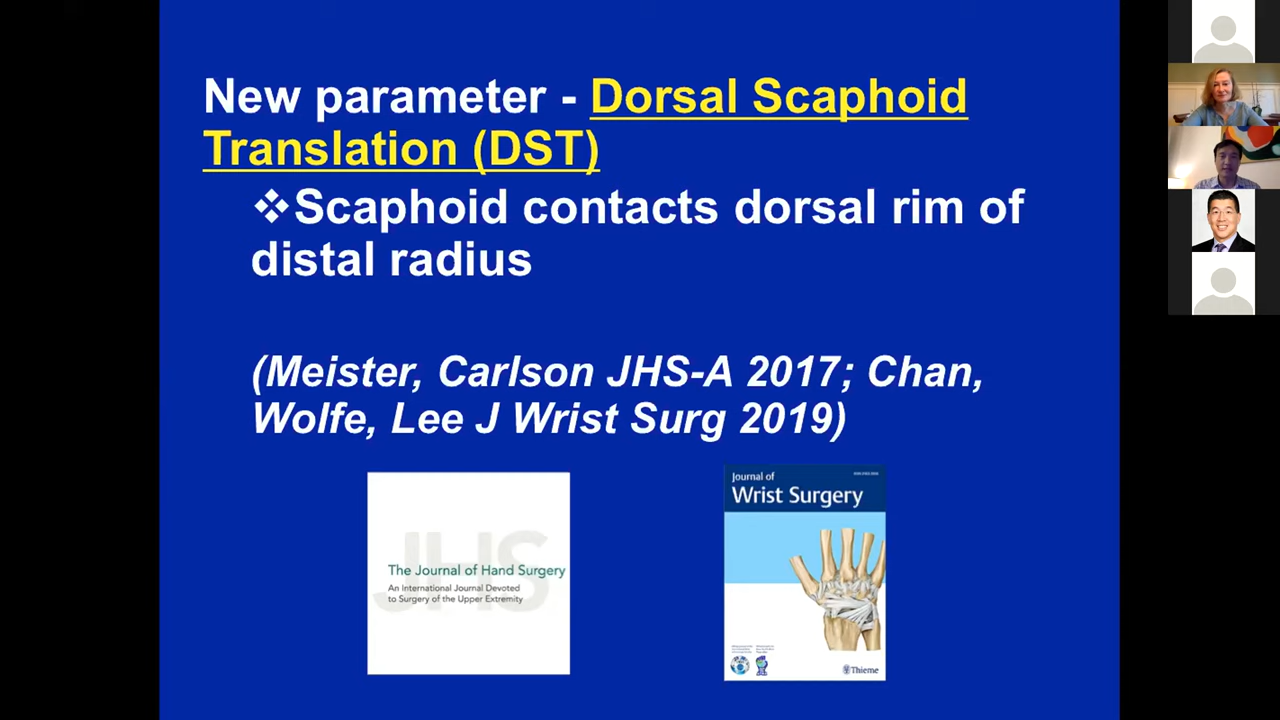 New parameter - Dorsal Scaphoid
Translation (DST)
❖Scaphoid contacts dorsal rim of
distal radius
(Meister, Carlson JHS-A 2017; Chan,
Wolfe, Lee J Wrist Surg 2019)
JHS
The Journal of Hand Surgery
An International Journal Devoted
to Surgery of the Upper Extremity
Journal of
Wrist Surgery
Thieme